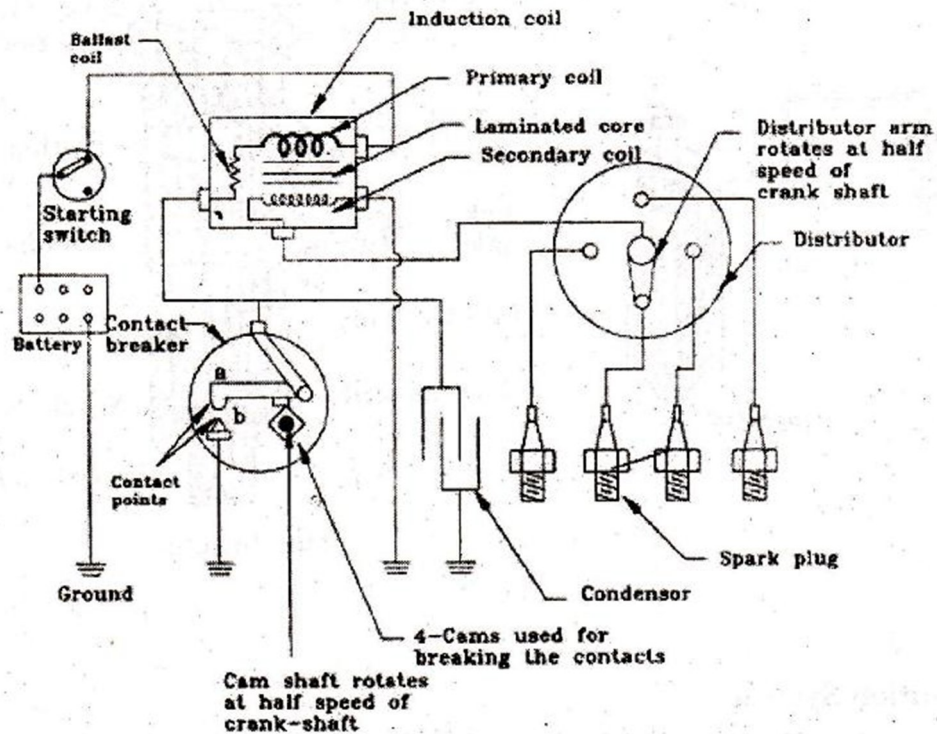 Induction coil
Ballast
coil
Primary coil
Laminated core
Secondary coil
Distributor arm
rotates at half
speed of
crank shaft
Starting
switch
Distributor
Battery
Contact
breaker
a
b
Contact
points
Spark plug
Ground
Condensor
4-Cams used for
breaking the contacts
Cam shaft rotates
at half speed of
crank-shaft